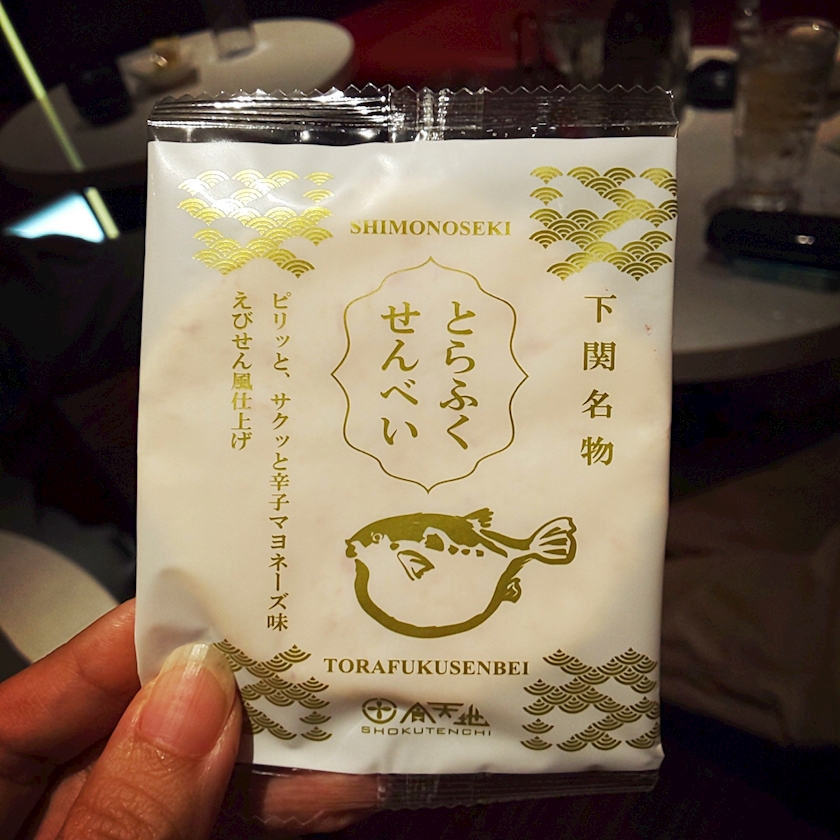 SHIMONOSEKI
下関名物
とらふく
せんべい
ピリッと、サクッと辛子マヨネーズ味
えびせん風仕上げ
TORAFUKUSENBEI
食天地
SHOKUTENCHI